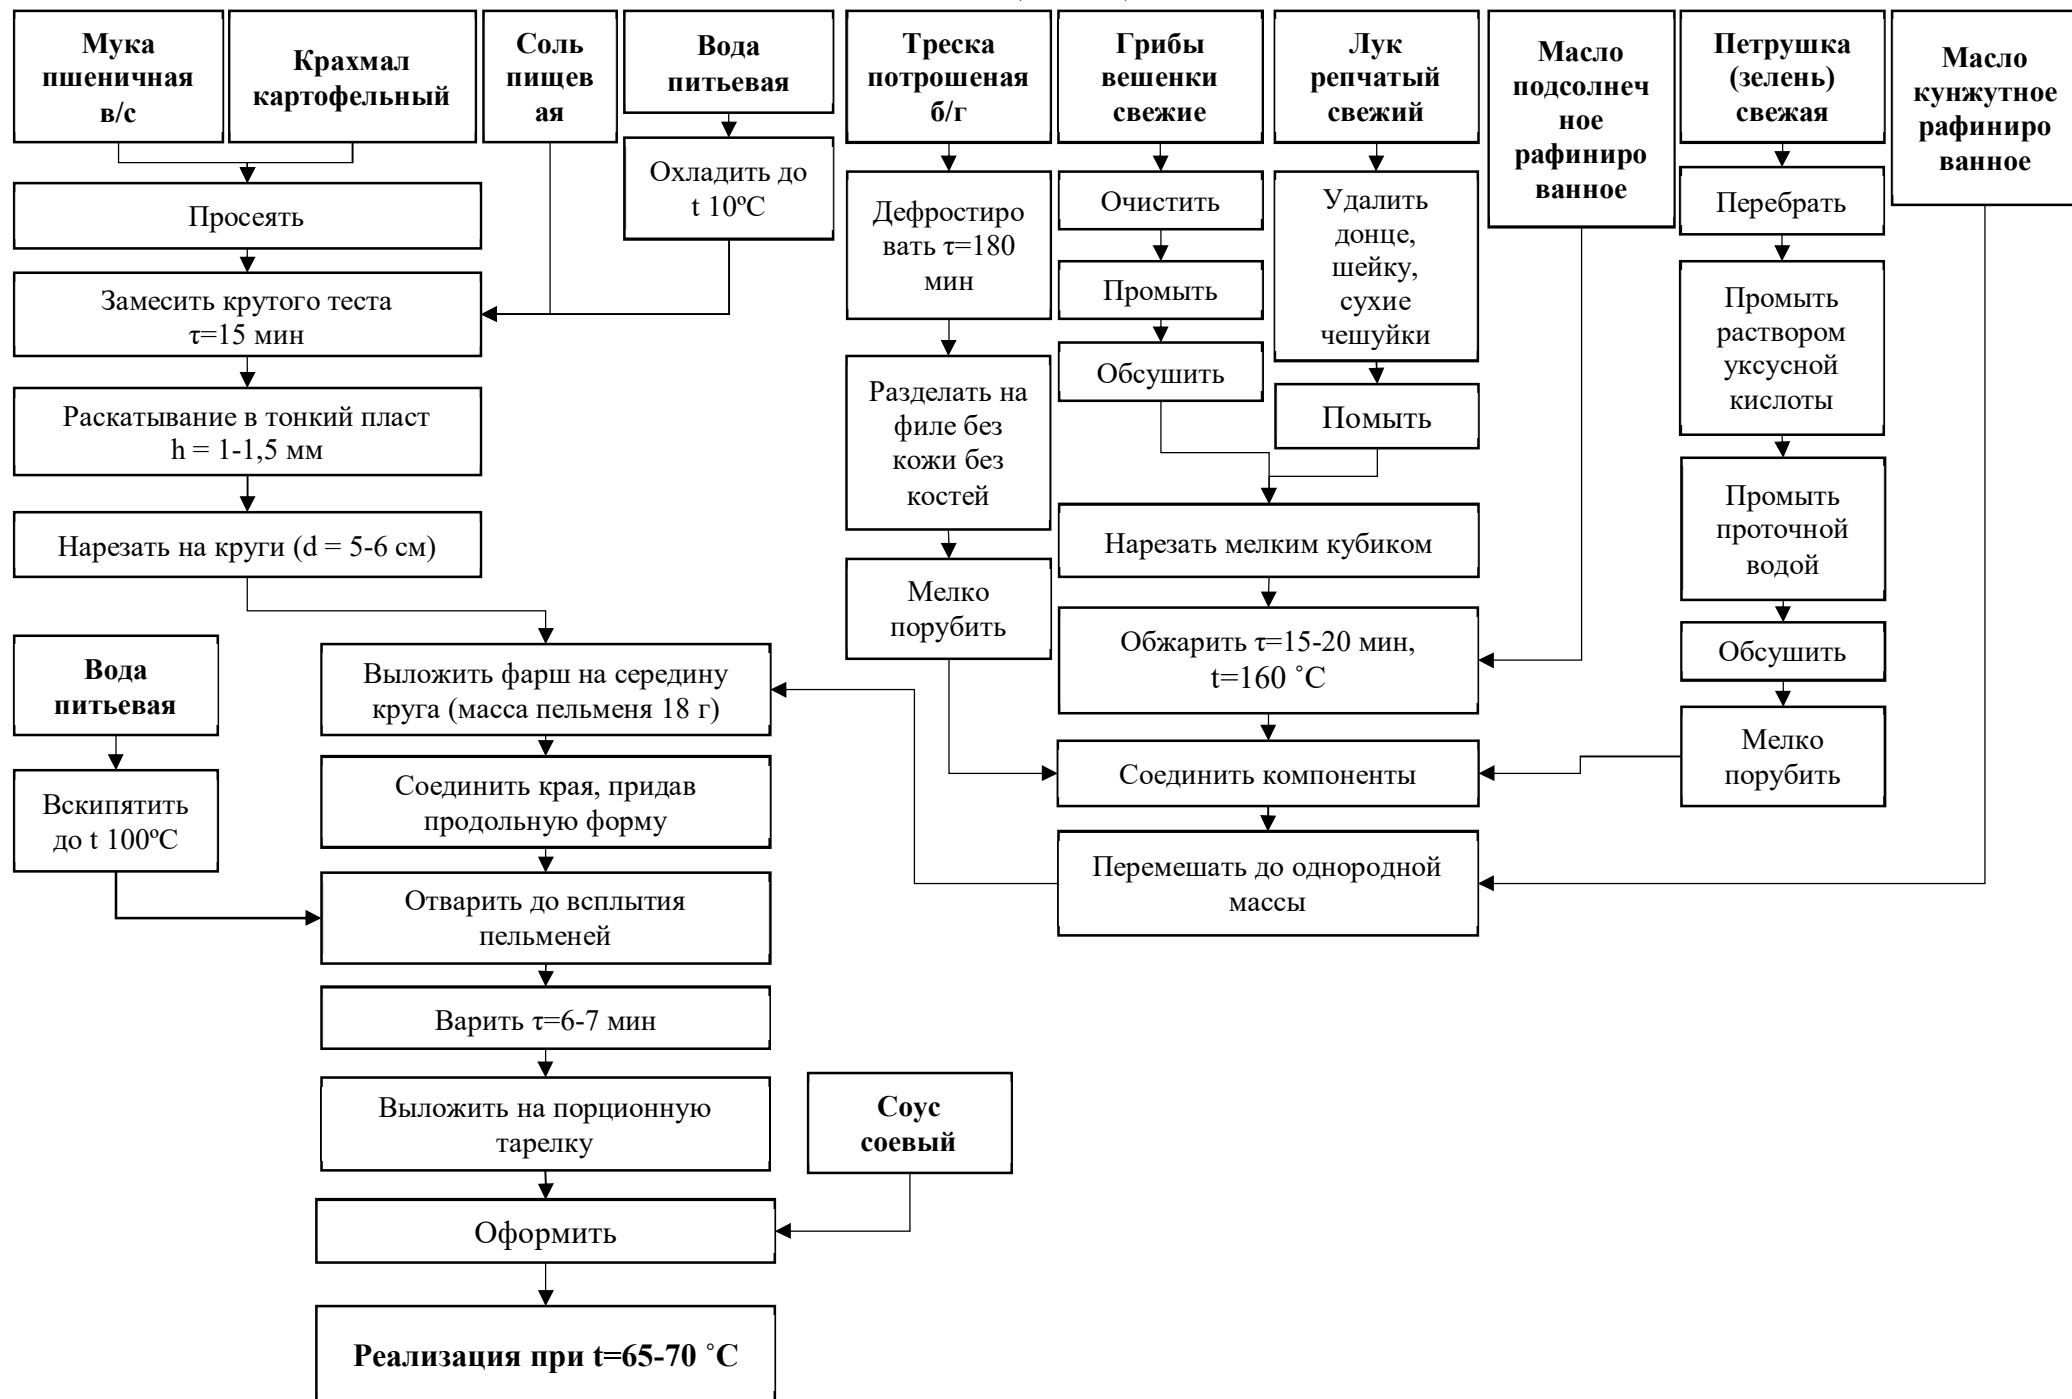 Мука
пшеничная
в/с
Крахмал
картофельный
Соль
пищев
ая
Вода
питьевая
Треска
потрошеная
б/г
Грибы
вешенки
свежие
Лук
репчатый
свежий
Масло
подсолнеч
ное
рафиниро
ванное
Петрушка
(зелень)
свежая
Масло
кунжутное
рафиниро
ванное
Просеять
Охладить до
t 10ºC
Дефростиро
вать τ=180
мин
Очистить
Удалить
донце,
шейку,
сухие
чешуйки
Перебрать
Замесить крутого теста
τ=15 мин
Промыть
Промыть
раствором
уксусной
кислоты
Раскатывание в тонкий пласт
h = 1-1,5 мм
Разделать на
филе без
кожи без
костей
Обсушить
Помыть
Нарезать на круги (d = 5-6 см)
Нарезать мелким кубиком
Промыть
проточной
водой
Мелко
порубить
Обжарить τ=15-20 мин,
t=160 ˚C
Обсушить
Вода
питьевая
Выложить фарш на середину
круга (масса пельменя 18 г)
Мелко
порубить
Вскипятить
до t 100ºC
Соединить края, придав
продольную форму
Соединить компоненты
Перемешать до однородной
массы
Отварить до всплытия
пельменей
Варить τ=6-7 мин
Выложить на порционную
тарелку
Соус
соевый
Оформить
Реализация при t=65-70 ˚C